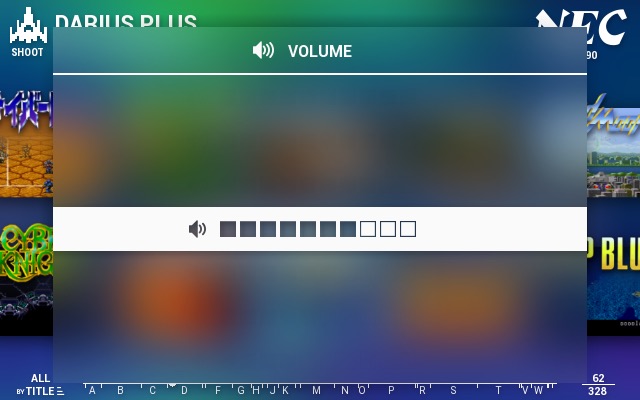 DARIUS PLUS
NEC
SHOOT
90
VOLUME
P BLU
ALL
BY TITLE
A B C D F G H J K M N O P R S T V W
62
328